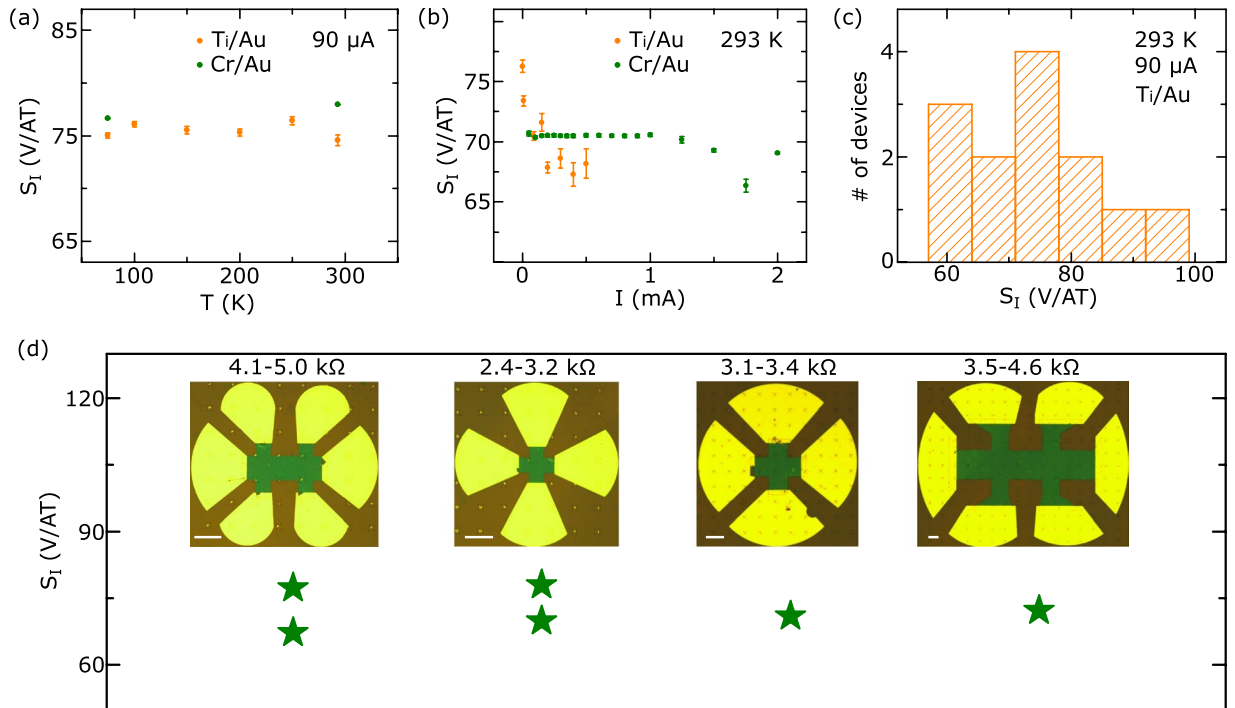 (a)
85
75
65
S_I (V/AT)
Ti/Au
Cr/Au
90 µA
100
200
300
T (K)
(b)
75
70
65
S_I (V/AT)
Ti/Au
Cr/Au
293 K
0
1
2
I (mA)
(c)
4
2
0
# of devices
293 K
90 µA
Ti/Au
60
80
100
S_I (V/AT)
(d)
120
90
60
S_I (V/AT)
4.1-5.0 kΩ
2.4-3.2 kΩ
3.1-3.4 kΩ
3.5-4.6 kΩ